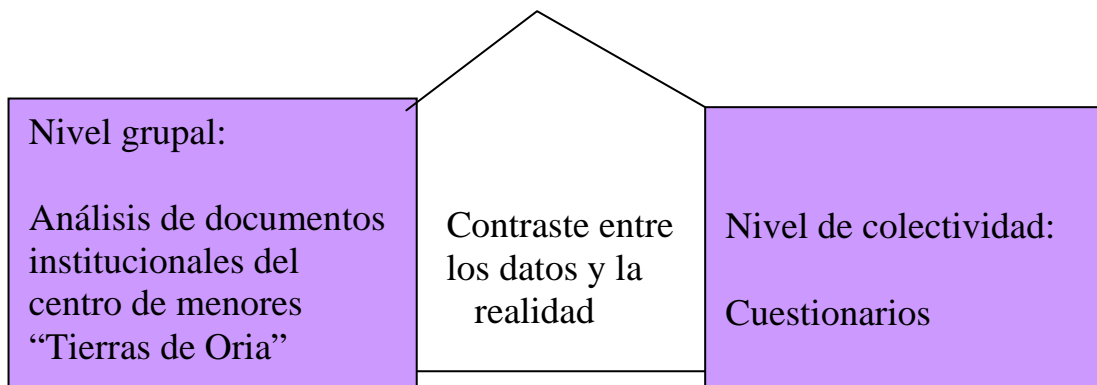 Nivel grupal:
Análisis de documentos
institucionales del
centro de menores
“Tierras de Oria”
Contraste entre
los datos y la
realidad
Nivel de colectividad:
Cuestionarios